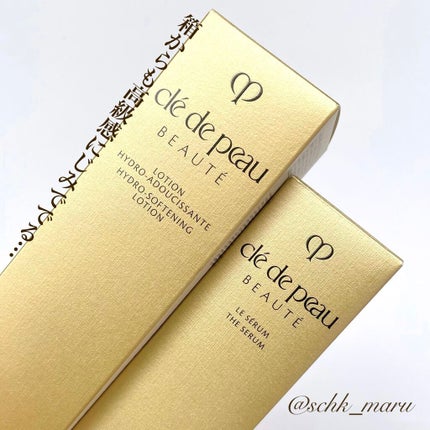 箱からも高級感にじみでてる…
clé de peau
BEAUTÉ
LOTION
HYDRO-ADOUCISSANTE
HYDRO-SOFTENING
LOTION
clé de peau
BEAUTÉ
LE SÉRUM
THE SERUM
@schk_maru